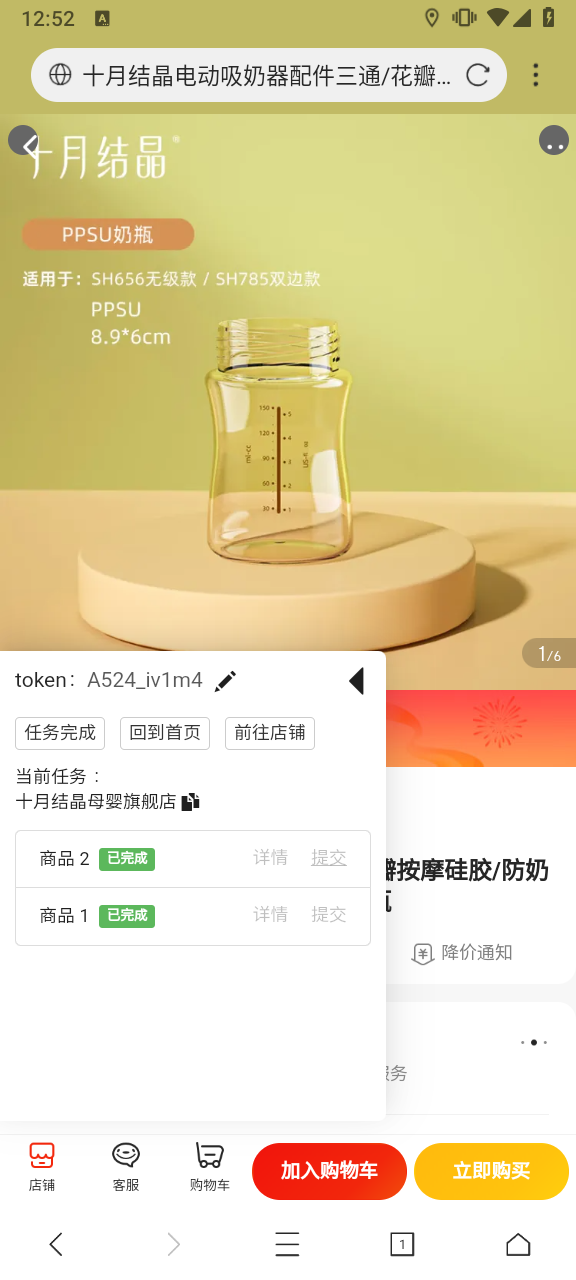 12:52
A
十月结晶电动吸奶器配件三通/花瓣...
十月结晶®
PPSU奶瓶
适用于：SH656无级款 / SH785双边款
PPSU
8.9*6cm
150 5
120 4
ml-cc 90 3
60 2
30 1
1/6
token： A524_iv1m4
任务完成 回到首页 前往店铺
当前任务：
十月结晶母婴旗舰店
商品 2 已完成 详情 提交
商品 1 已完成 详情 提交
按摩硅胶/防奶
降价通知
务
店铺 客服 购物车 加入购物车 立即购买
1